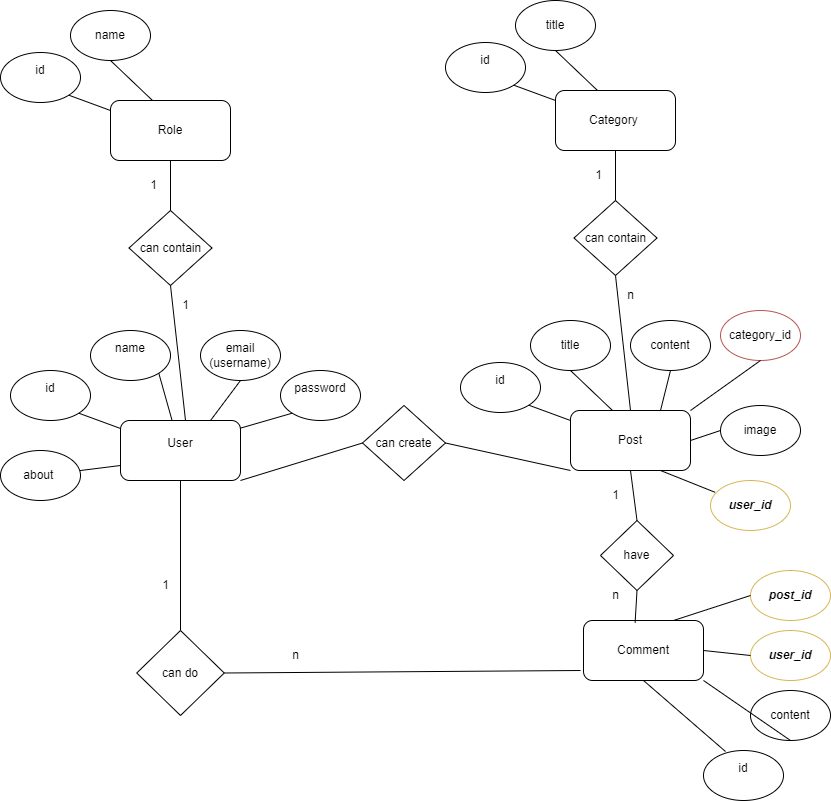 name
title
id
id
Role
Category
1
1
can contain
can contain
1
n
name
email
(username)
title
content
category_id
id
password
id
about
User
can create
Post
image
user_id
1
have
1
n
post_id
Comment
user_id
n
can do
content
id